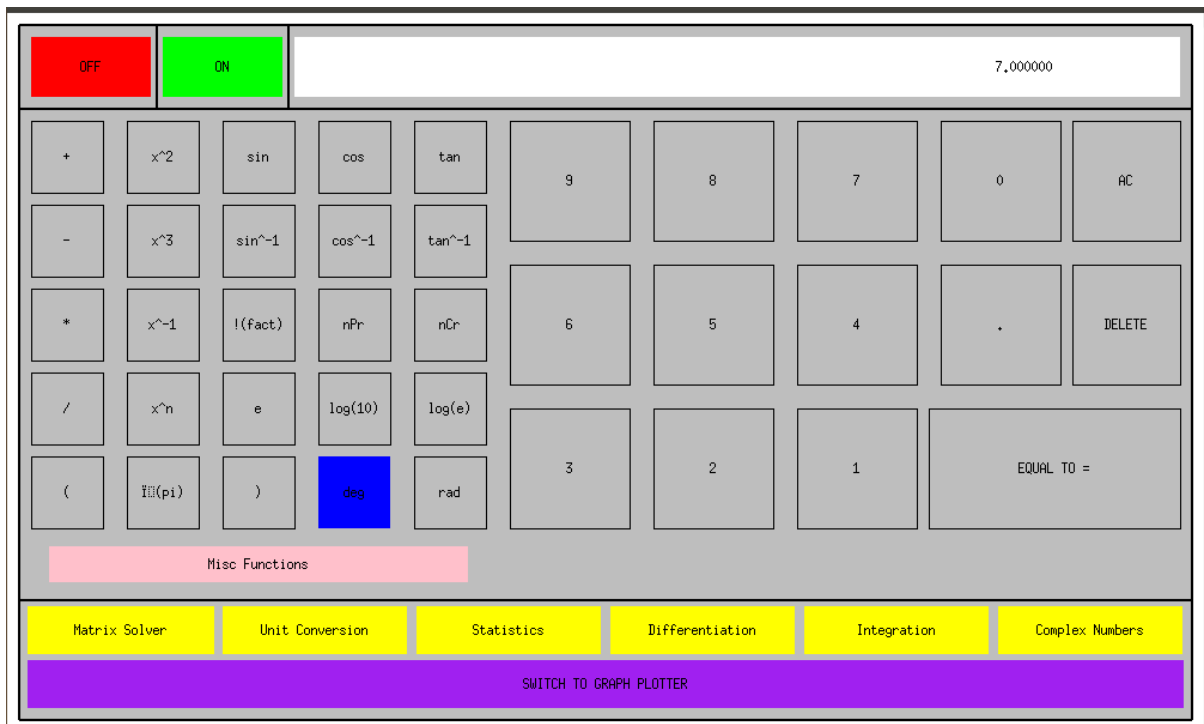 OFF ON 7.000000
+ x^2 sin cos tan
9 8 7 0 AC
- x^3 sin^-1 cos^-1 tan^-1
* x^-1 !(fact) nPr nCr
6 5 4 . DELETE
/ x^n e log(10) log(e)
3 2 1 EQUAL TO =
( (pi) ) deg rad
Misc Functions
Matrix Solver Unit Conversion Statistics Differentiation Integration Complex Numbers
SWITCH TO GRAPH PLOTTER